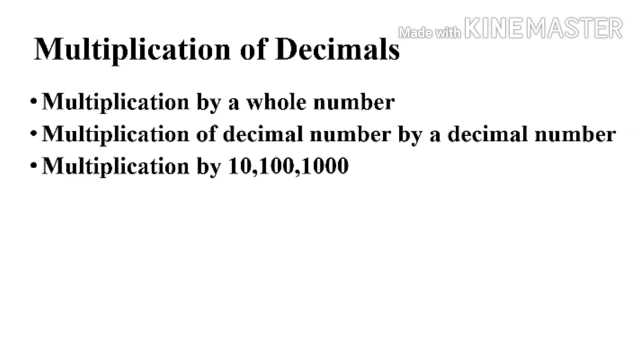 Made with KINEMASTER
Multiplication of Decimals
• Multiplication by a whole number
• Multiplication of decimal number by a decimal number
• Multiplication by 10,100,1000